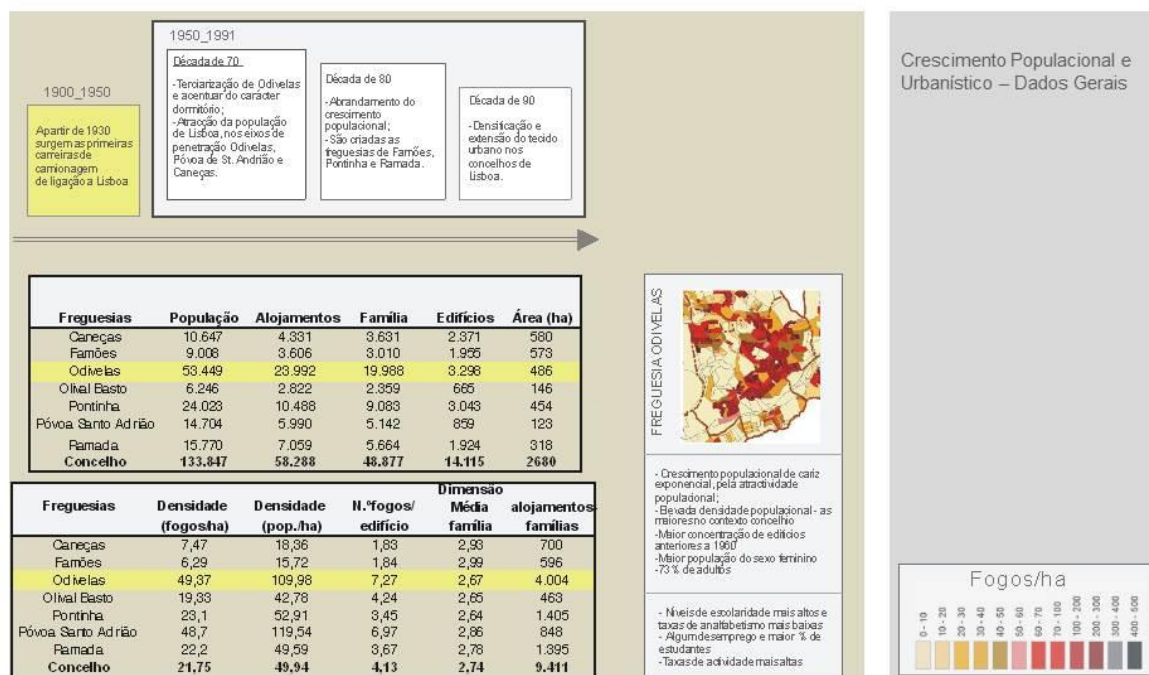 1900_1950
Apartir de 1930
surgem as primeiras
carreiras de
camionagem
de ligação a Lisboa
1950_1991
Década de 70
-Terciarização de Odivelas
e acentuar do carácter
dormitório;
-Atracção da população
de Lisboa, nos eixos de
penetração Odivelas,
Póvoa de St. Andrião e
Caneças.
Década de 80
-Abrandamento do
crescimento
populacional;
-São criadas as
freguesias de Famões,
Pontinha e Ramada.
Década de 90
-Densificação e
extensão do tecido
urbano nos
concelhos de
Lisboa.
Crescimento Populacional e
Urbanístico – Dados Gerais
Freguesias População Alojamentos Família Edifícios Área (ha)
Caneças 10.647 4.331 3.631 2.371 580
Famões 9.008 3.606 3.010 1.955 573
Odivelas 53.449 23.992 19.988 3.298 486
Olival Basto 6.246 2.822 2.359 665 146
Pontinha 24.023 10.488 9.083 3.043 454
Póvoa Santo Adrião 14.704 5.990 5.142 859 123
Ramada 15.770 7.059 5.664 1.924 318
Concelho 133.847 58.288 48.877 14.115 2680
Freguesias Densidade Densidade N.ºfogos/ Dimensão Média alojamentos-
(fogos/ha) (pop./ha) edifício família famílias
Caneças 7,47 18,36 1,83 2,93 700
Famões 6,29 15,72 1,84 2,99 596
Odivelas 49,37 109,98 7,27 2,67 4.004
Olival Basto 19,33 42,78 4,24 2,65 463
Pontinha 23,1 52,91 3,45 2,64 1.405
Póvoa Santo Adrião 48,7 119,54 6,97 2,86 848
Ramada 22,2 49,59 3,67 2,78 1.395
Concelho 21,75 49,94 4,13 2,74 9.411
FREGUESIA ODIVELAS
- Crescimento populacional de cariz
exponencial, pela atractividade
populacional;
- Elevada densidade populacional - as
maiores no contexto concelhio
-Maior concentração de edifícios
anteriores a 1960
-Maior população do sexo feminino
-73 % de adultos
- Níveis de escolaridade mais altos e
taxas de analfabetismo mais baixas
- Algum desemprego e maior % de
estudantes
-Taxas de actividade mais altas
Fogos/ha
0 - 10
10 - 20
20 - 30
30 - 40
40 - 50
50 - 60
60 - 70
70 - 100
100 - 200
200 - 300
300 - 400
400 - 500